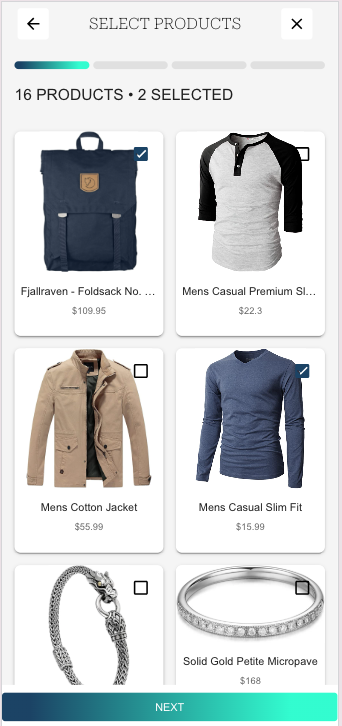 SELECT PRODUCTS
16 PRODUCTS • 2 SELECTED
Fjallraven - Foldsack No. ...
$109.95
Mens Casual Premium Sl...
$22.3
Mens Cotton Jacket
$55.99
Mens Casual Slim Fit
$15.99
Solid Gold Petite Micropave
$168
NEXT